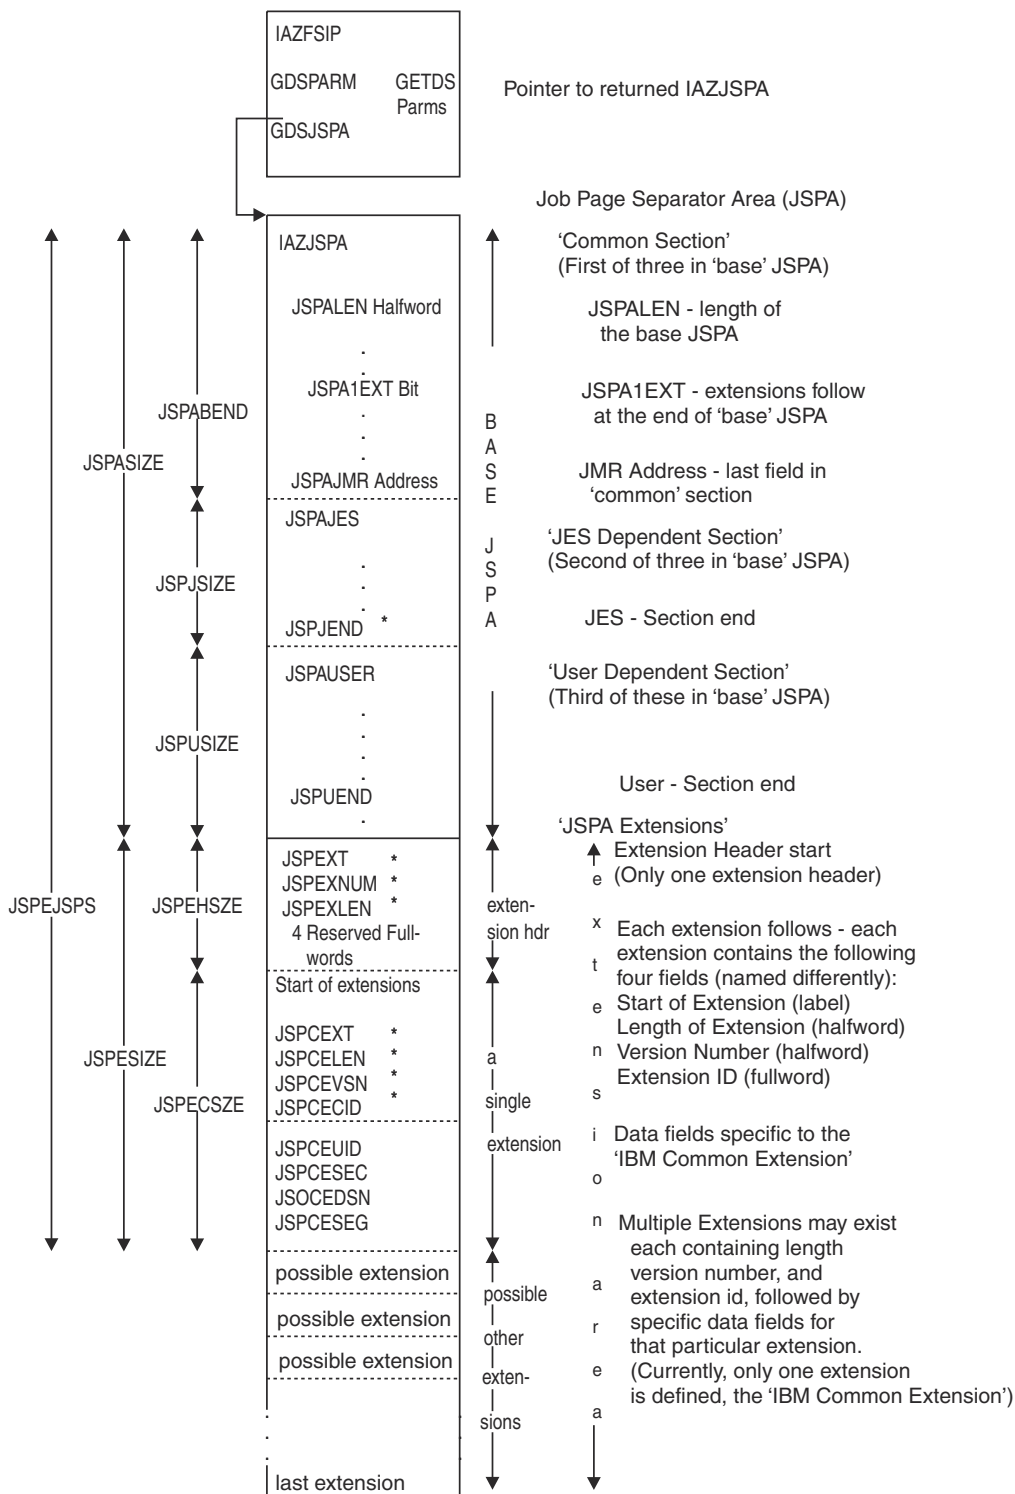 IAZFSIP
GDSPARM GETDS
Parms
GDSJSPA
Pointer to returned IAZJSPA
Job Page Separator Area (JSPA)
IAZJSPA
‘Common Section’
(First of three in ‘base’ JSPA)
JSPALEN Halfword
JSPALEN - length of
the base JSPA
JSPA1EXT Bit
JSPA1EXT - extensions follow
at the end of ‘base’ JSPA
JSPABEND
JSPASIZE
JSPAJMR Address
JMR Address - last field in
‘common’ section
BASE JSPA
JSPAJES
‘JES Dependent Section’
(Second of three in ‘base’ JSPA)
JSPJSIZE
JSPJEND *
JES - Section end
JSPAUSER
‘User Dependent Section’
(Third of these in ‘base’ JSPA)
JSPUSIZE
JSPUEND
User - Section end
‘JSPA Extensions’
JSPEXT *
JSPEXNUM *
JSPEXLEN *
4 Reserved Full-
words
JSPEJSPS
JSPEHSZE
exten-
sion hdr
Extension Header start
(Only one extension header)
extension area
Each extension follows - each
extension contains the following
four fields (named differently):
Start of Extension (label)
Length of Extension (halfword)
Version Number (halfword)
Extension ID (fullword)
Start of extensions
JSPCEXT *
JSPCELEN *
JSPCEVSN *
JSPCECID *
JSPESIZE
JSPECSZE
a
single
extension
JSPCEUID
JSPCESEC
JSOCEDSN
JSPCESEG
Data fields specific to the
‘IBM Common Extension’
possible extension
possible extension
possible extension
possible
other
exten-
sions
Multiple Extensions may exist
each containing length
version number, and
extension id, followed by
specific data fields for
that particular extension.
(Currently, only one extension
is defined, the ‘IBM Common Extension’)
last extension